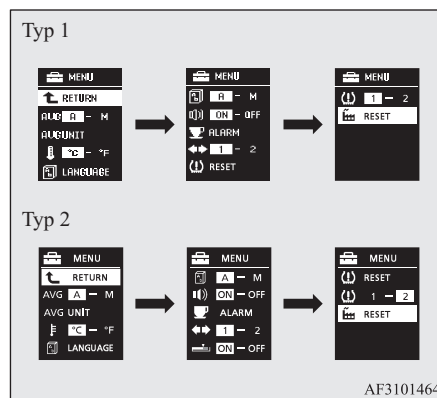 Typ 1
MENU
RETURN
AVG A - M
AVG UNIT
°C - °F
LANGUAGE
MENU
A - M
ON - OFF
ALARM
1 - 2
RESET
MENU
1 - 2
RESET
Typ 2
MENU
RETURN
AVG A - M
AVG UNIT
°C - °F
LANGUAGE
MENU
A - M
ON - OFF
ALARM
1 - 2
ON - OFF
MENU
RESET
1 - 2
RESET
AF3101464